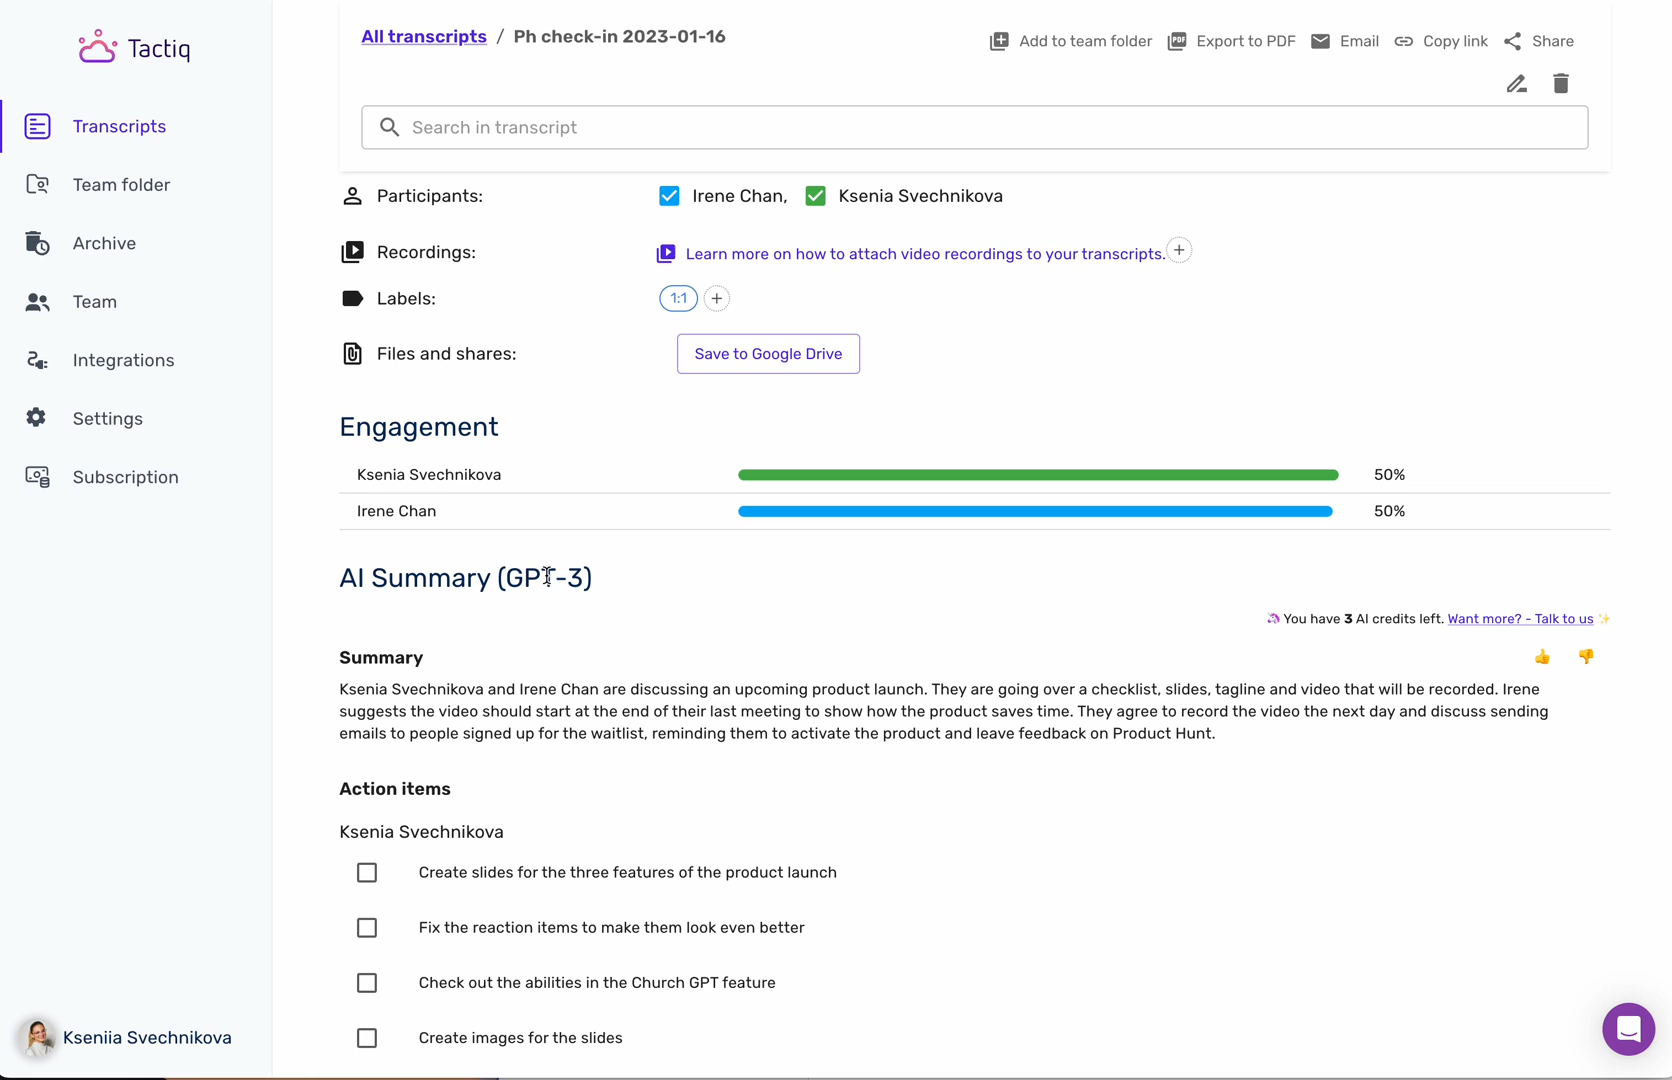 Tactiq
Transcripts
Team folder
Archive
Team
Integrations
Settings
Subscription
Kseniia Svechnikova
All transcripts / Ph check-in 2023-01-16
Add to team folder
PDF
Export to PDF
Email
Copy link
Share
Search in transcript
Participants:
Irene Chan,
Ksenia Svechnikova
Recordings:
Learn more on how to attach video recordings to your transcripts.
Labels:
1:1
Files and shares:
Save to Google Drive
Engagement
Ksenia Svechnikova 50%
Irene Chan 50%
AI Summary (GPT-3)
You have 3 AI credits left. Want more? - Talk to us
Summary
Ksenia Svechnikova and Irene Chan are discussing an upcoming product launch. They are going over a checklist, slides, tagline and video that will be recorded. Irene
suggests the video should start at the end of their last meeting to show how the product saves time. They agree to record the video the next day and discuss sending
emails to people signed up for the waitlist, reminding them to activate the product and leave feedback on Product Hunt.
Action items
Ksenia Svechnikova
Create slides for the three features of the product launch
Fix the reaction items to make them look even better
Check out the abilities in the Church GPT feature
Create images for the slides